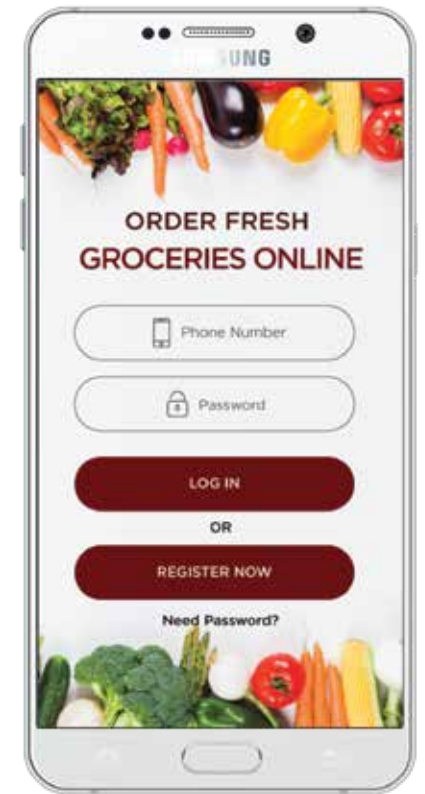 ORDER FRESH
GROCERIES ONLINE
Phone Number
Password
LOG IN
OR
REGISTER NOW
Need Password?